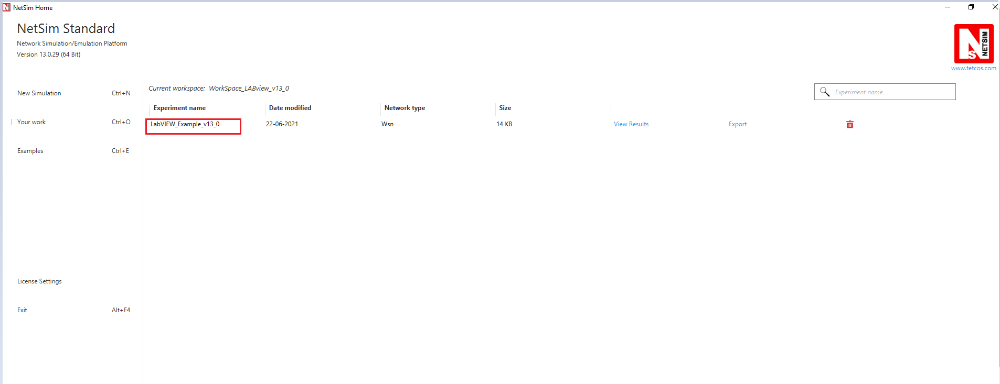 NetSim Home
NetSim Standard
Network Simulation/Emulation Platform
Version 13.0.29 (64 Bit)
NETSIM
N
S
www.tetcos.com
New Simulation Ctrl+N
Your work Ctrl+O
Examples Ctrl+E
License Settings
Exit Alt+F4
Current workspace: WorkSpace_LABview_v13_0
Experiment name
Experiment name Date modified Network type Size
LabVIEW_Example_v13_0 22-06-2021 Wsn 14 KB View Results Export